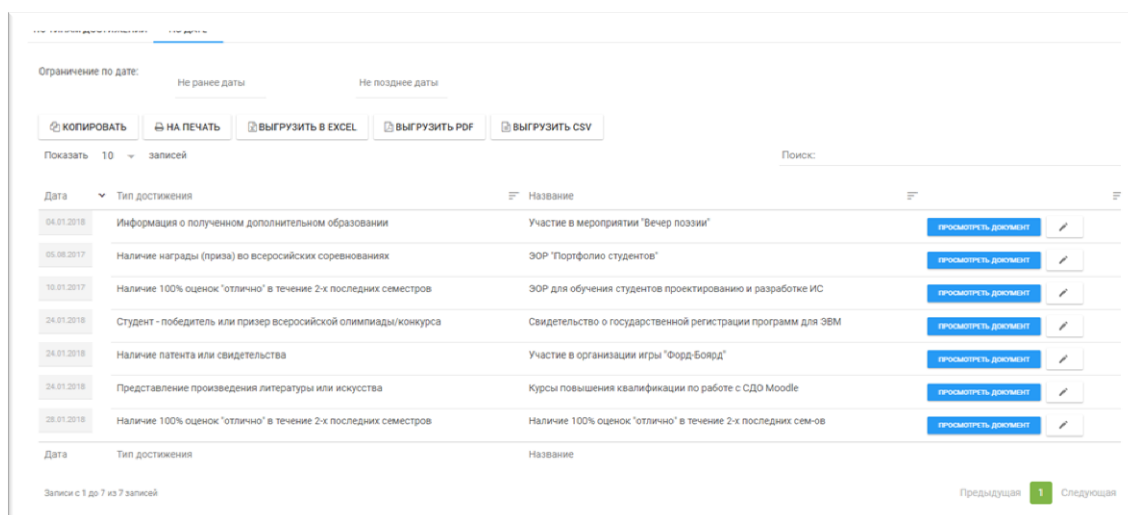 ПО ДАТЕ
Ограничение по дате:
Не ранее даты Не позднее даты
КОПИРОВАТЬ НА ПЕЧАТЬ ВЫГРУЗИТЬ В EXCEL ВЫГРУЗИТЬ PDF ВЫГРУЗИТЬ CSV
Показать 10 записей Поиск:
Дата Тип достижения Название
04.01.2018 Информация о полученном дополнительном образовании Участие в мероприятии "Вечер поэзии" ПРОСМОТРЕТЬ ДОКУМЕНТ
05.08.2017 Наличие награды (приза) во всероссийских соревнованиях ЭОР "Портфолио студентов" ПРОСМОТРЕТЬ ДОКУМЕНТ
10.01.2017 Наличие 100% оценок "отлично" в течение 2-х последних семестров ЭОР для обучения студентов проектированию и разработке ИС ПРОСМОТРЕТЬ ДОКУМЕНТ
24.01.2018 Студент - победитель или призер всероссийской олимпиады/конкурса Свидетельство о государственной регистрации программ для ЭВМ ПРОСМОТРЕТЬ ДОКУМЕНТ
24.01.2018 Наличие патента или свидетельства Участие в организации игры "Форд-Боярд" ПРОСМОТРЕТЬ ДОКУМЕНТ
24.01.2018 Представление произведения литературы или искусства Курсы повышения квалификации по работе с СДО Moodle ПРОСМОТРЕТЬ ДОКУМЕНТ
28.01.2018 Наличие 100% оценок "отлично" в течение 2-х последних семестров Наличие 100% оценок "отлично" в течение 2-х последних сем-ов ПРОСМОТРЕТЬ ДОКУМЕНТ
Дата Тип достижения Название
Записи с 1 до 7 из 7 записей Предыдущая 1 Следующая